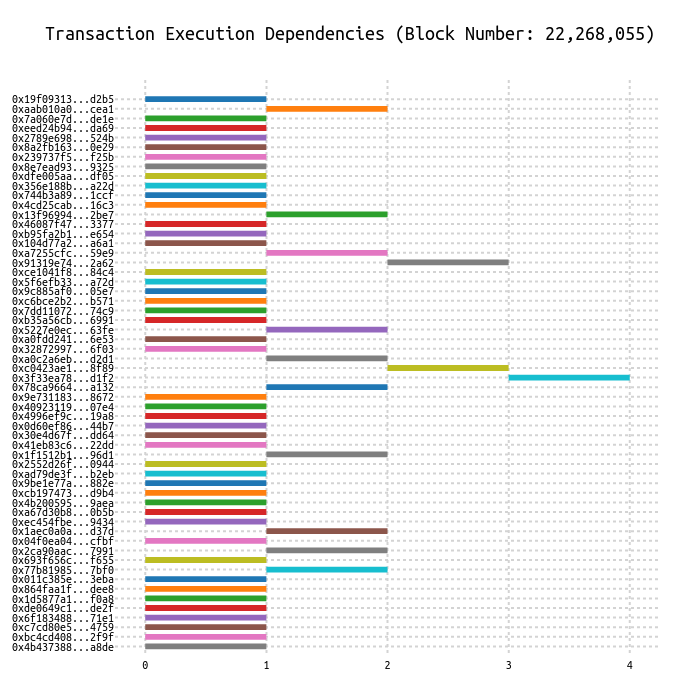 Transaction Execution Dependencies (Block Number: 22,268,055)
0x19f09313...d2b5
0xaab010a0...cea1
0x7a060e7d...de1e
0xeed24b94...da69
0x2789e698...524b
0x8a2fb163...0e29
0x239737f5...f25b
0x8e7ead93...9325
0xdfe005aa...df05
0x356e188b...a22d
0x744b3a89...1ccf
0x4cd25cab...16c3
0x13f96994...2be7
0x46087f47...3377
0xb95fa2b1...e654
0x104d77a2...a6a1
0xa7255cfc...59e9
0x91319e74...2a62
0xce1041f8...84c4
0x5f6efb33...a72d
0x9c885af0...05e7
0xc6bce2b2...b571
0x7dd11072...74c9
0xb35a56cb...6991
0x5227e0ec...63fe
0xa0fdd241...6e53
0x32872997...6f03
0xa0c2a6eb...d2d1
0xc0423ae1...8f89
0x3f33ea78...d1f2
0x78ca9664...a132
0x9e731183...8672
0x40923119...07e4
0x4996ef9c...19a8
0x0d60ef86...44b7
0x30e4d67f...dd64
0x41eb83c6...22dd
0x1f1512b1...96d1
0x2552d26f...0944
0xad79de3f...b2eb
0x9be1e77a...882e
0xcb197473...d9b4
0x4b200595...9aea
0xa67d30b8...0b5b
0xec454fbe...9434
0x1aec0a0a...d37d
0x04f0ea04...cfbf
0x2ca90aac...7991
0x693f656c...f655
0x77b81985...7bf0
0x011c385e...3eba
0x864faa1f...dee8
0x1d5877a1...f0a8
0xde0649c1...de2f
0x6f183488...71e1
0xc7cd80e5...4759
0xbc4cd408...2f9f
0x4b437388...a8de
0 1 2 3 4